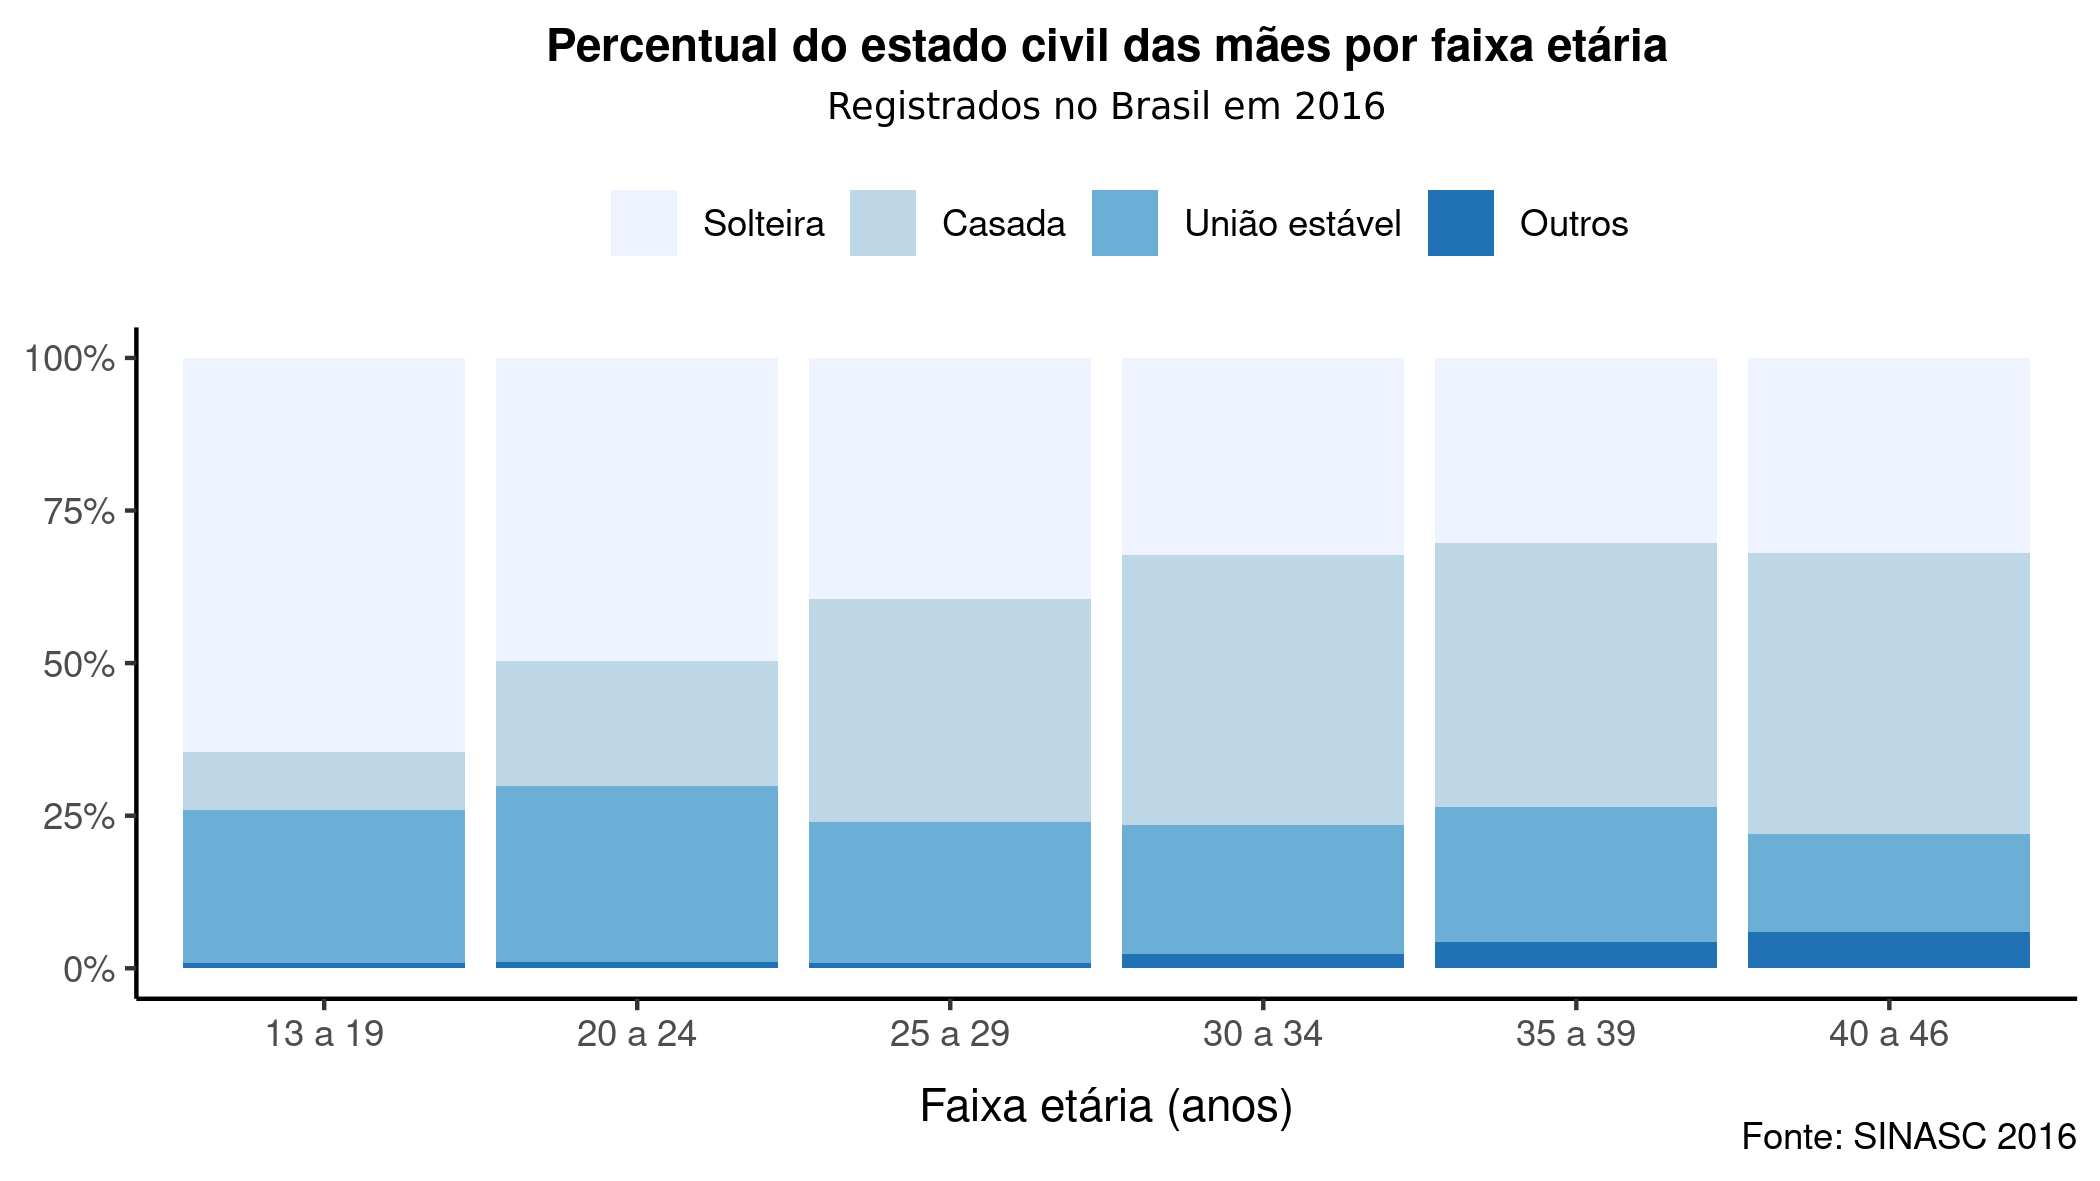 Percentual do estado civil das mães por faixa etária
Registrados no Brasil em 2016
Solteira Casada União estável Outros
100%
75%
50%
25%
0%
13 a 19 20 a 24 25 a 29 30 a 34 35 a 39 40 a 46
Faixa etária (anos)
Fonte: SINASC 2016